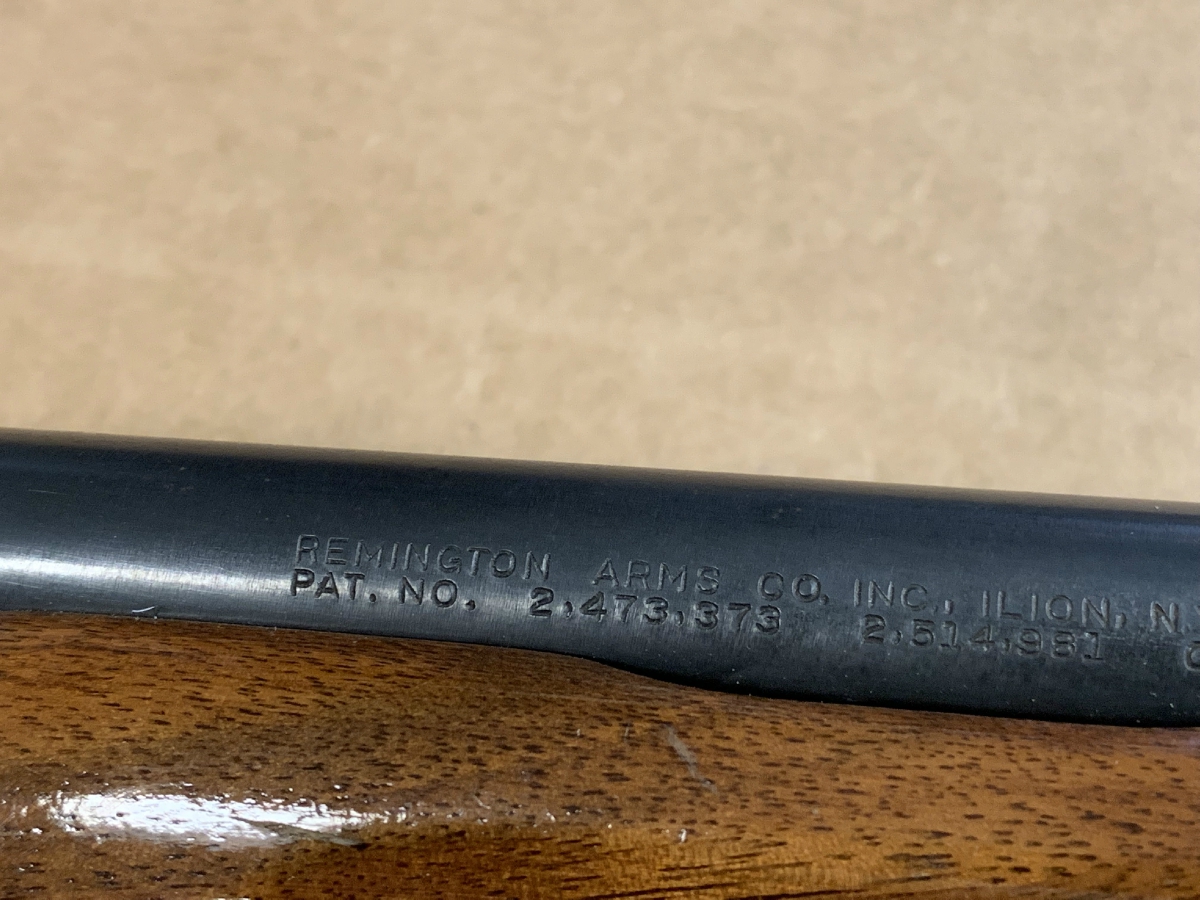 REMINGTON ARMS CO. INC., ILION, N.
PAT. NO. 2,473,373 2,514,981